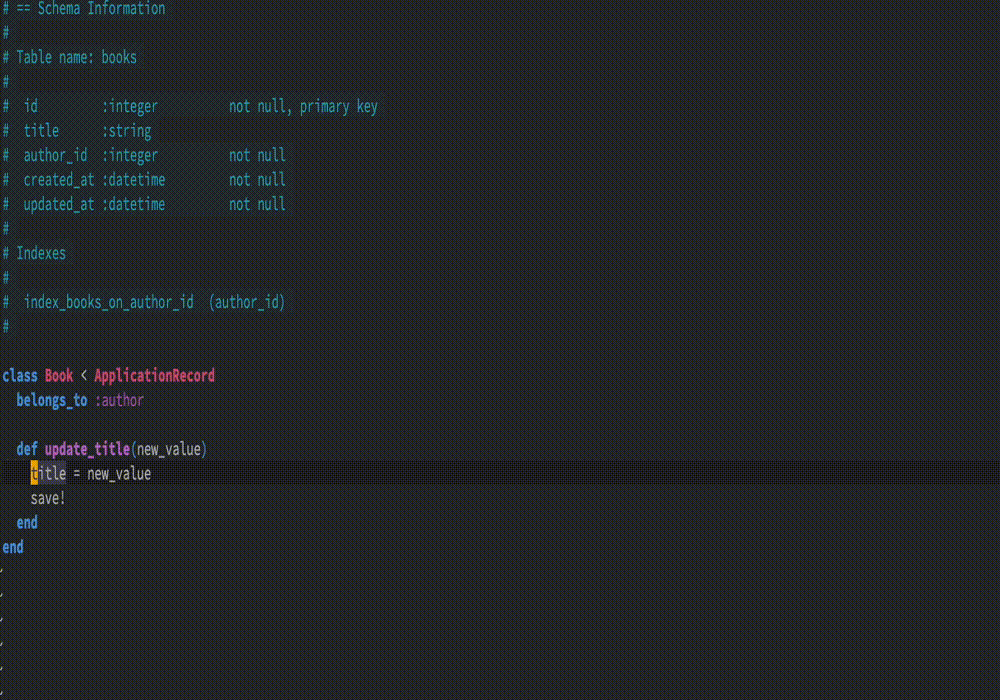 # == Schema Information
#
# Table name: books
#
#  id         :integer          not null, primary key
#  title      :string
#  author_id  :integer          not null
#  created_at :datetime         not null
#  updated_at :datetime         not null
#
# Indexes
#
#  index_books_on_author_id  (author_id)
#
class Book < ApplicationRecord
  belongs_to :author
  def update_title(new_value)
    title = new_value
    save!
  end
end
~
~
~
~
~
~